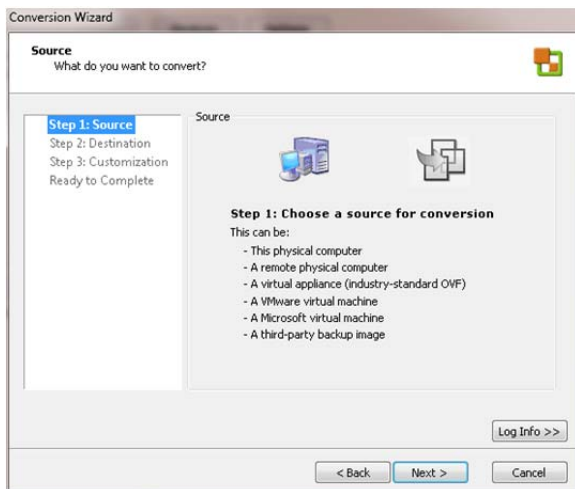 Conversion Wizard
Source
What do you want to convert?
Step 1: Source
Step 2: Destination
Step 3: Customization
Ready to Complete
Source
Step 1: Choose a source for conversion
This can be:
- This physical computer
- A remote physical computer
- A virtual appliance (industry-standard OVF)
- A VMware virtual machine
- A Microsoft virtual machine
- A third-party backup image
Log Info >>
< Back
Next >
Cancel